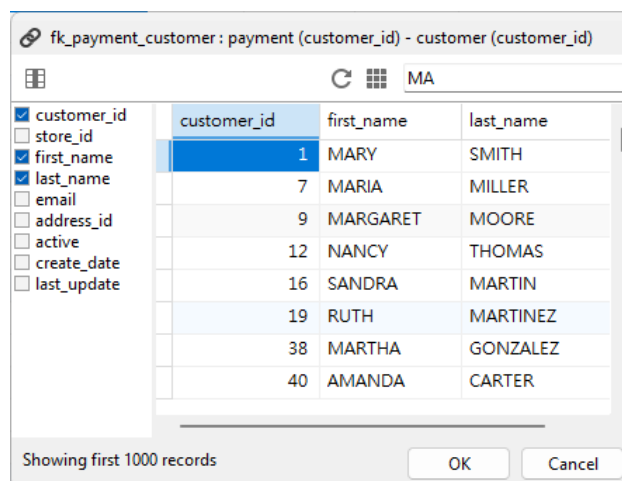 fk_payment_customer : payment (customer_id) - customer (customer_id)
MA
customer_id
store_id
first_name
last_name
email
address_id
active
create_date
last_update
customer_id first_name last_name
1 MARY SMITH
7 MARIA MILLER
9 MARGARET MOORE
12 NANCY THOMAS
16 SANDRA MARTIN
19 RUTH MARTINEZ
38 MARTHA GONZALEZ
40 AMANDA CARTER
Showing first 1000 records
OK Cancel